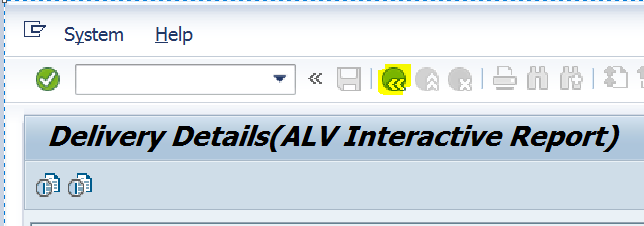 System Help
Delivery Details(ALV Interactive Report)